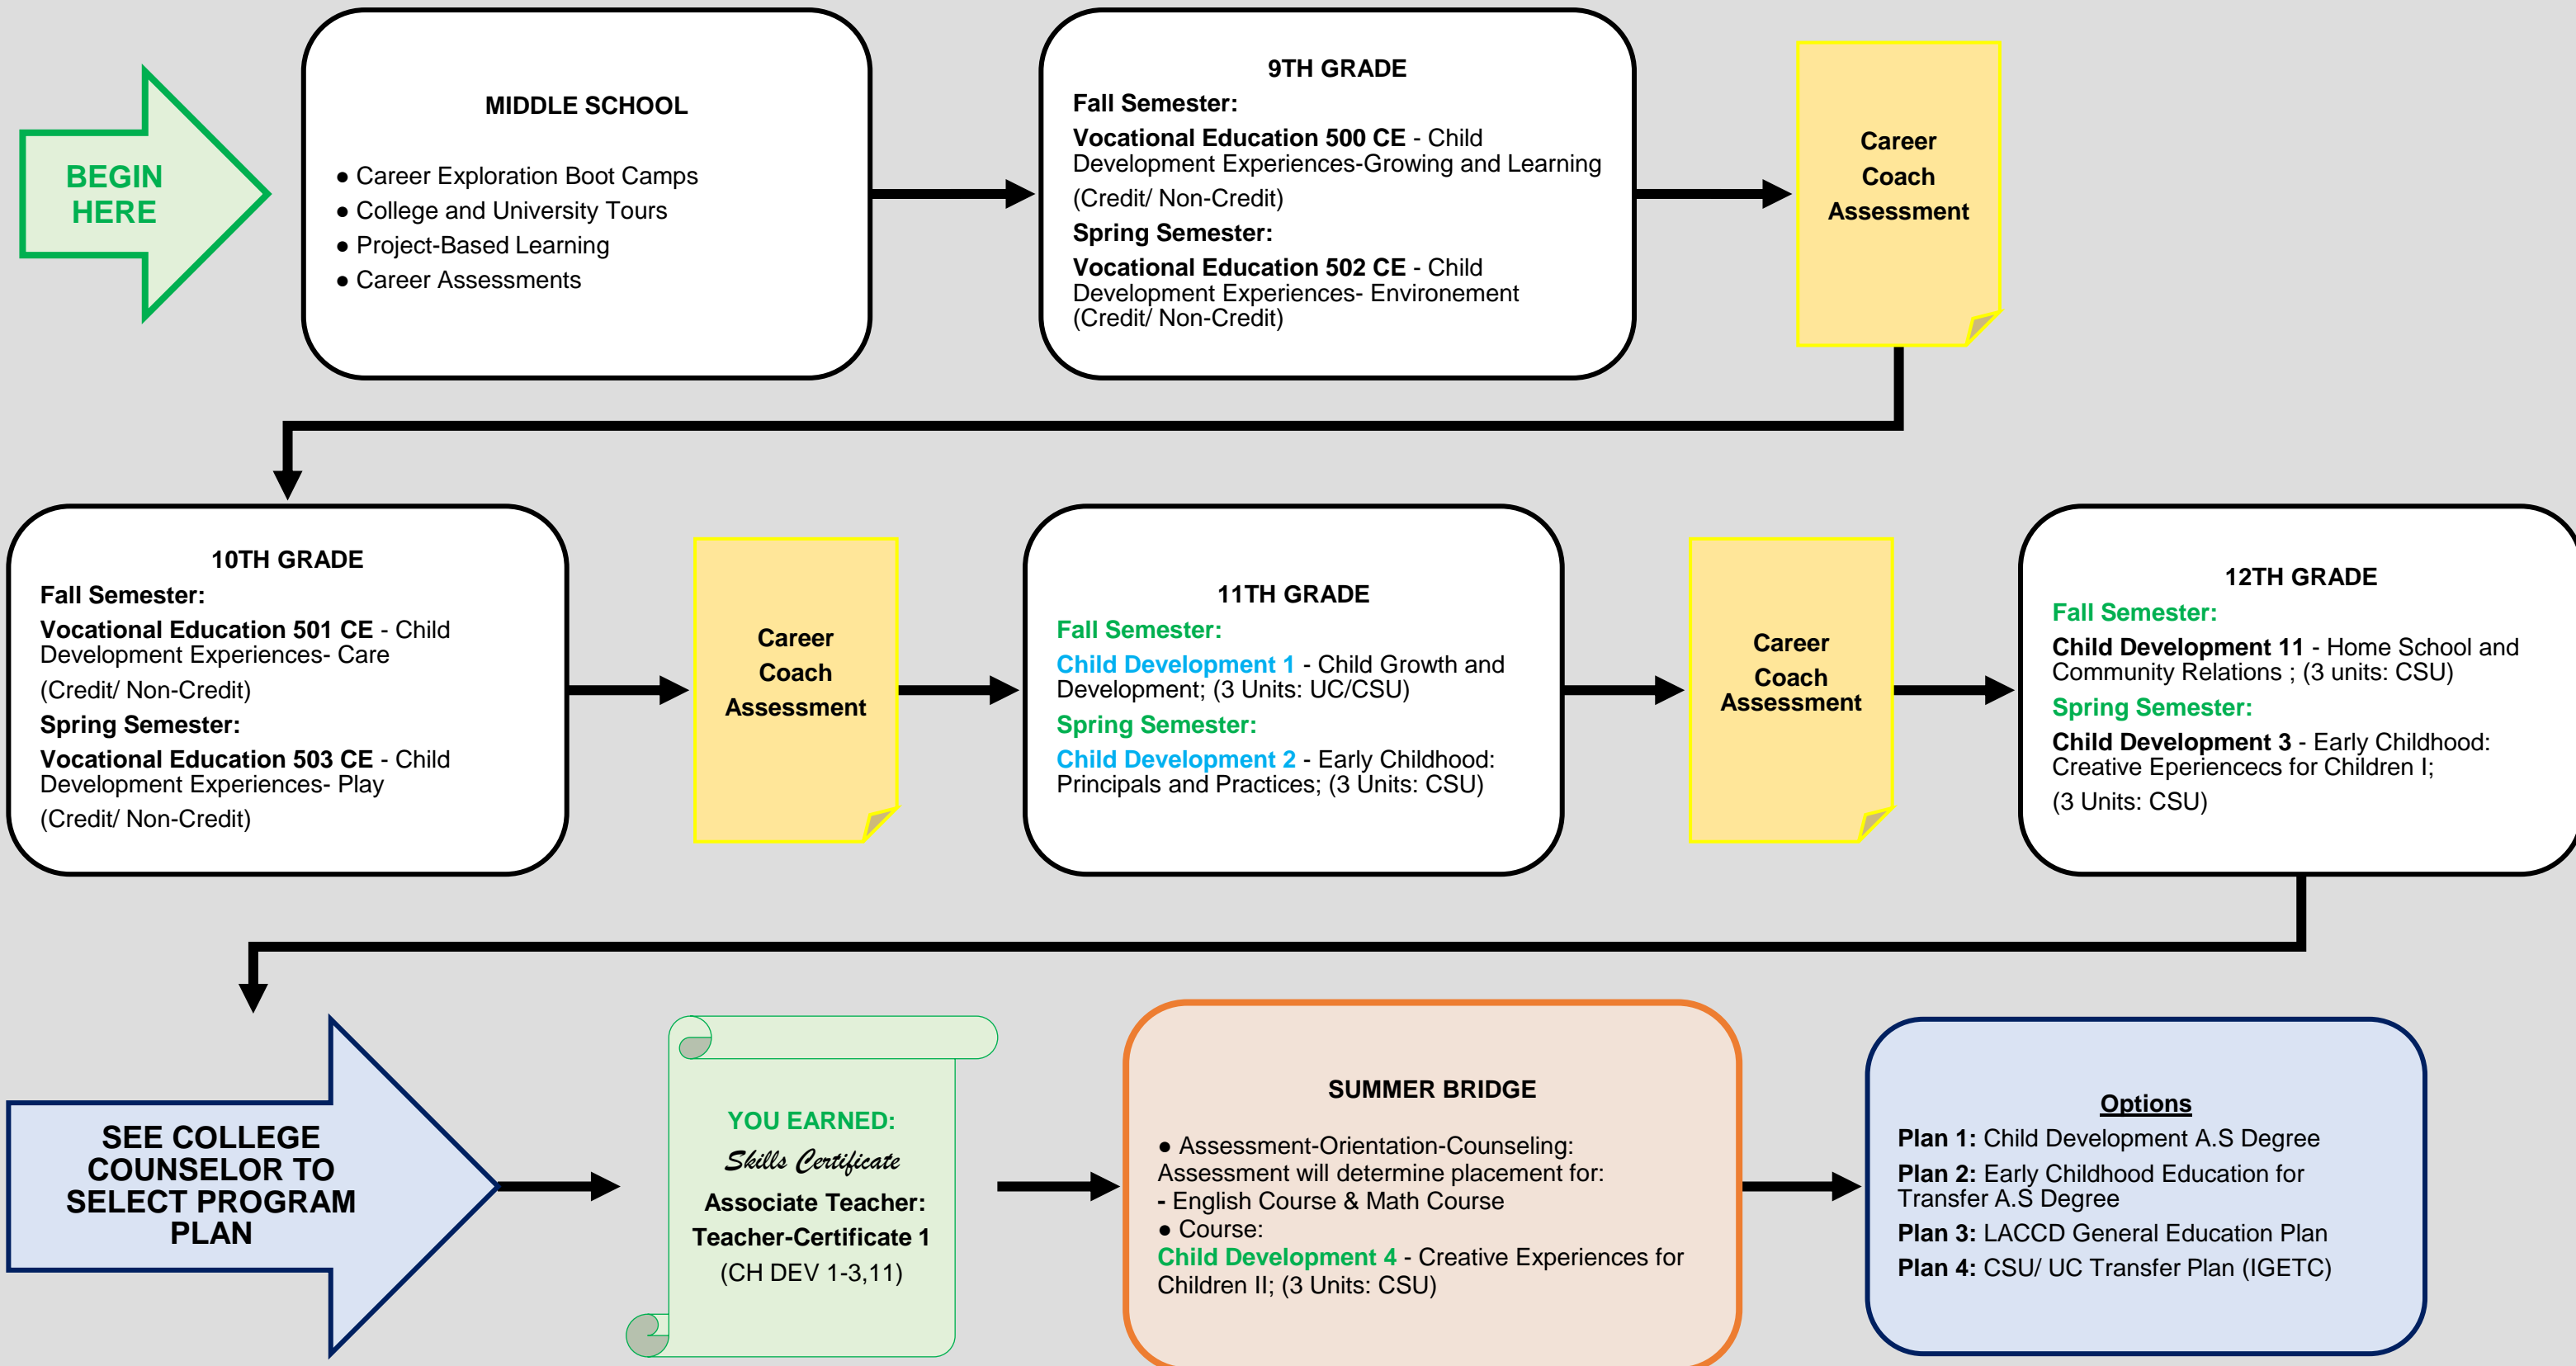 BEGIN
HERE
MIDDLE SCHOOL
● Career Exploration Boot Camps
● College and University Tours
● Project-Based Learning
● Career Assessments
9TH GRADE
Fall Semester:
Vocational Education 500 CE - Child
Development Experiences-Growing and Learning
(Credit/ Non-Credit)
Spring Semester:
Vocational Education 502 CE - Child
Development Experiences- Environement
(Credit/ Non-Credit)
Career
Coach
Assessment
10TH GRADE
Fall Semester:
Vocational Education 501 CE - Child
Development Experiences- Care
(Credit/ Non-Credit)
Spring Semester:
Vocational Education 503 CE - Child
Development Experiences- Play
(Credit/ Non-Credit)
Career
Coach
Assessment
11TH GRADE
Fall Semester:
Child Development 1 - Child Growth and
Development; (3 Units: UC/CSU)
Spring Semester:
Child Development 2 - Early Childhood:
Principals and Practices; (3 Units: CSU)
Career
Coach
Assessment
12TH GRADE
Fall Semester:
Child Development 11 - Home School and
Community Relations ; (3 units: CSU)
Spring Semester:
Child Development 3 - Early Childhood:
Creative Eperiencecs for Children I;
(3 Units: CSU)
SEE COLLEGE
COUNSELOR TO
SELECT PROGRAM
PLAN
YOU EARNED:
Skills Certificate
Associate Teacher:
Teacher-Certificate 1
(CH DEV 1-3,11)
SUMMER BRIDGE
● Assessment-Orientation-Counseling:
Assessment will determine placement for:
- English Course & Math Course
● Course:
Child Development 4 - Creative Experiences for
Children II; (3 Units: CSU)
Options
Plan 1: Child Development A.S Degree
Plan 2: Early Childhood Education for
Transfer A.S Degree
Plan 3: LACCD General Education Plan
Plan 4: CSU/ UC Transfer Plan (IGETC)